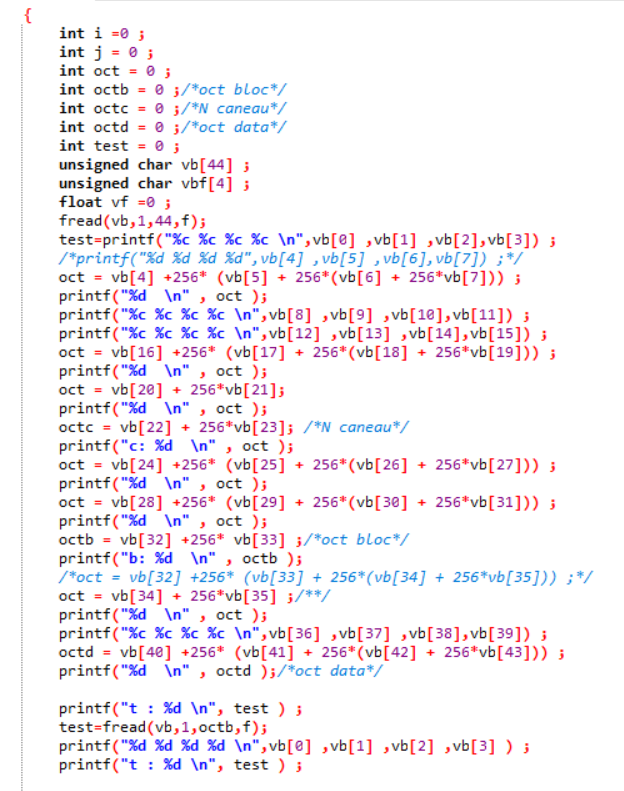 {
int i =0 ;
int j = 0 ;
int oct = 0 ;
int octb = 0 ;/*oct bloc*/
int octc = 0 ;/*N caneau*/
int octd = 0 ;/*oct data*/
int test = 0 ;
unsigned char vb[44] ;
unsigned char vbf[4] ;
float vf =0 ;
fread(vb,1,44,f);
test=printf("%c %c %c %c \n",vb[0] ,vb[1] ,vb[2],vb[3]) ;
/*printf("%d %d %d %d",vb[4] ,vb[5] ,vb[6],vb[7]) ;*/
oct = vb[4] +256* (vb[5] + 256*(vb[6] + 256*vb[7])) ;
printf("%d  \n" , oct );
printf("%c %c %c %c \n",vb[8] ,vb[9] ,vb[10],vb[11]) ;
printf("%c %c %c %c \n",vb[12] ,vb[13] ,vb[14],vb[15]) ;
oct = vb[16] +256* (vb[17] + 256*(vb[18] + 256*vb[19])) ;
printf("%d  \n" , oct );
oct = vb[20] + 256*vb[21];
printf("%d  \n" , oct );
octc = vb[22] + 256*vb[23]; /*N caneau*/
printf("c: %d  \n" , oct );
oct = vb[24] +256* (vb[25] + 256*(vb[26] + 256*vb[27])) ;
printf("%d  \n" , oct );
oct = vb[28] +256* (vb[29] + 256*(vb[30] + 256*vb[31])) ;
printf("%d  \n" , oct );
octb = vb[32] +256* vb[33] ;/*oct bloc*/
printf("b: %d  \n" , octb );
/*oct = vb[32] +256* (vb[33] + 256*(vb[34] + 256*vb[35])) ;*/
oct = vb[34] + 256*vb[35] ;/**/
printf("%d  \n" , oct );
printf("%c %c %c %c \n",vb[36] ,vb[37] ,vb[38],vb[39]) ;
octd = vb[40] +256* (vb[41] + 256*(vb[42] + 256*vb[43])) ;
printf("%d  \n" , octd );/*oct data*/
printf("t : %d \n", test ) ;
test=fread(vb,1,octb,f);
printf("%d %d %d %d \n",vb[0] ,vb[1] ,vb[2] ,vb[3] ) ;
printf("t : %d \n", test ) ;